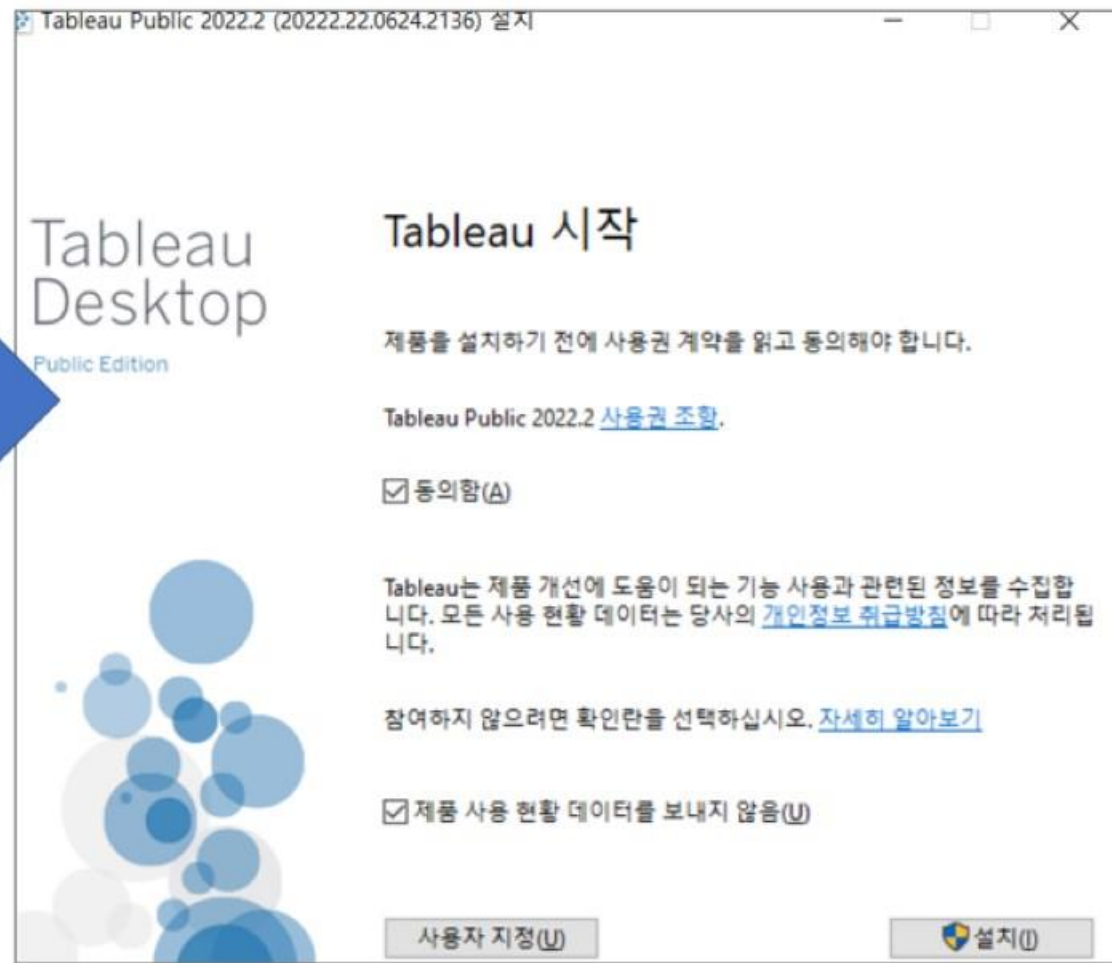 Tableau Public 2022.2 (20222.22.0624.2136) 설치
Tableau
Desktop
Public Edition
Tableau 시작
제품을 설치하기 전에 사용권 계약을 읽고 동의해야 합니다.
Tableau Public 2022.2 사용권 조항.
동의함(A)
Tableau는 제품 개선에 도움이 되는 기능 사용과 관련된 정보를 수집합
니다. 모든 사용 현황 데이터는 당사의 개인정보 취급방침에 따라 처리됩
니다.
참여하지 않으려면 확인란을 선택하십시오. 자세히 알아보기
제품 사용 현황 데이터를 보내지 않음(U)
사용자 지정(U)
설치(I)